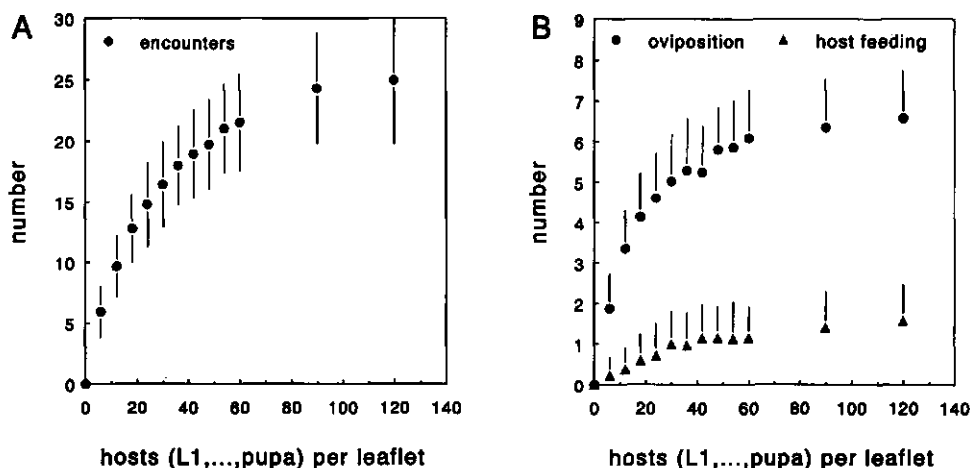 A
encounters
30
25
20
15
10
5
0
number
0 20 40 60 80 100 120 140
hosts (L1,...,pupa) per leaflet
B
oviposition host feeding
9
8
7
6
5
4
3
2
1
0
number
0 20 40 60 80 100 120 140
hosts (L1,...,pupa) per leaflet